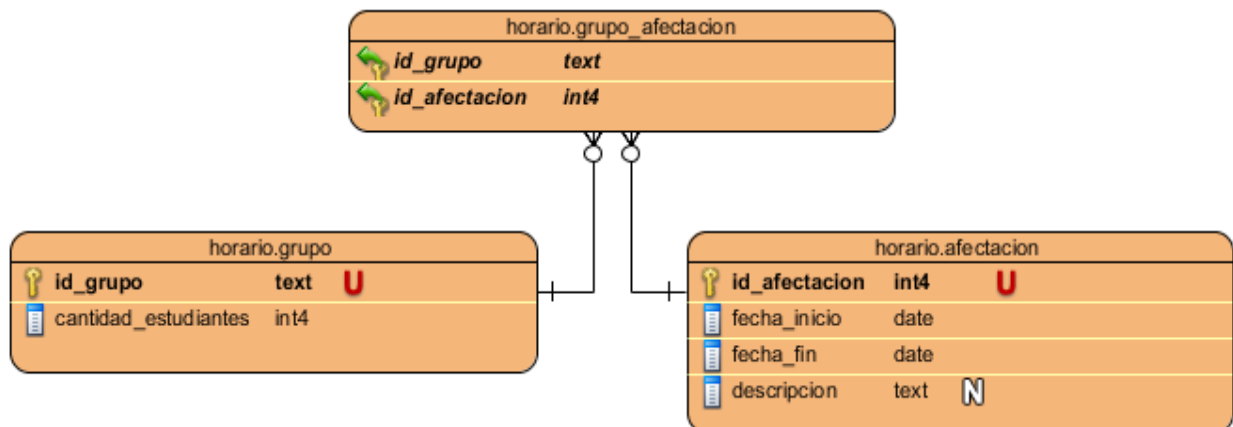 horario.grupo_afectacion
id_grupo text
id_afectacion int4
horario.grupo
id_grupo text U
cantidad_estudiantes int4
horario.afectacion
id_afectacion int4 U
fecha_inicio date
fecha_fin date
descripcion text N